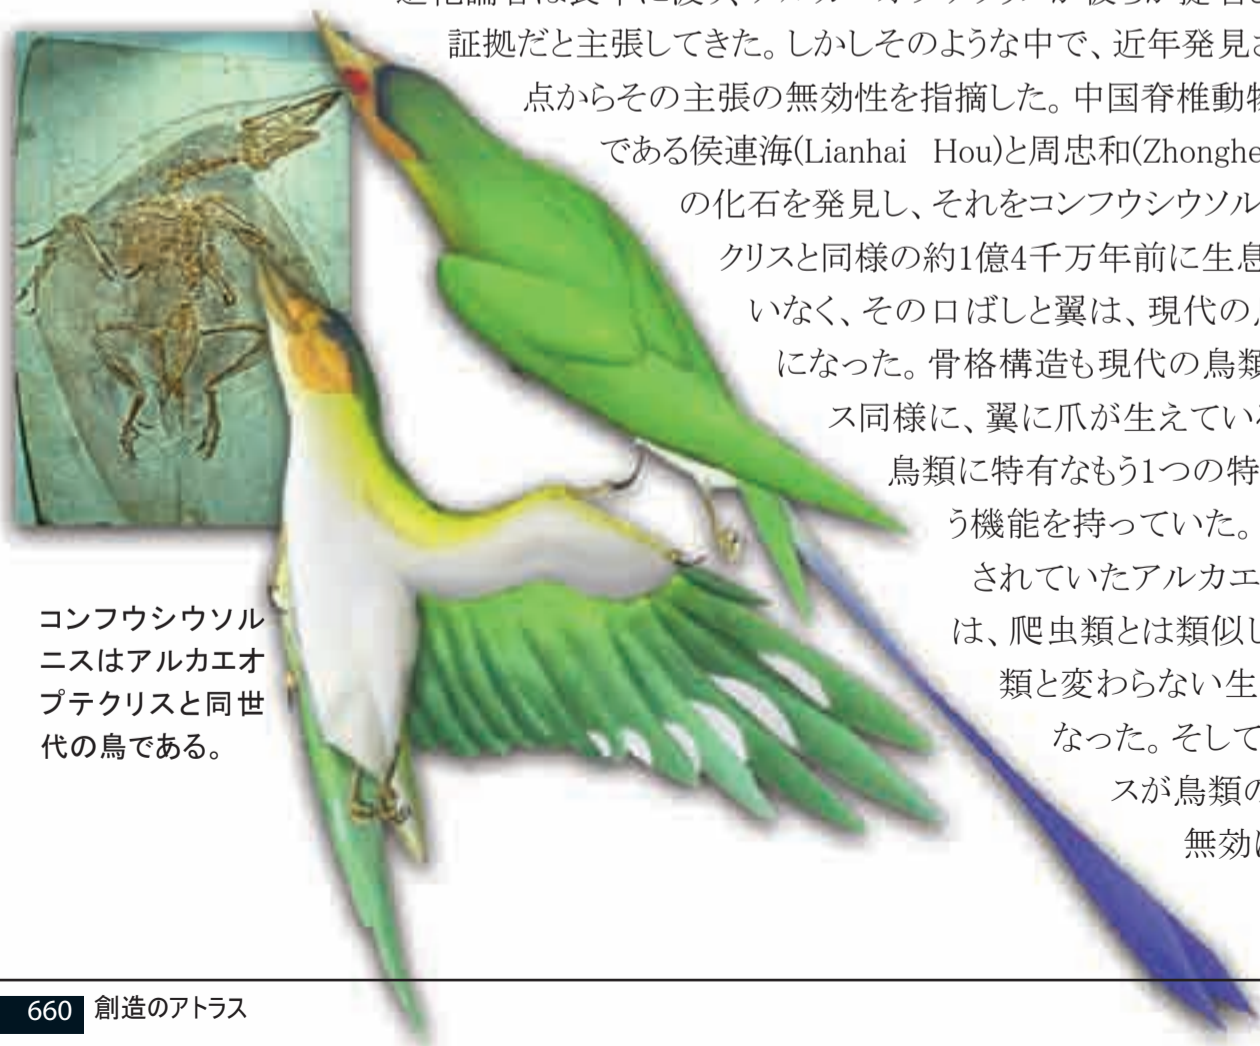 証拠だと主張してきた。しかしそのような中で、近年発見
点からその主張の無効性を指摘した。中国脊椎動物
である侯連海(Lianhai Hou)と周忠和(Zhonghe
の化石を発見し、それをコンフウシウソル
クリスと同様の約1億4千万年前に生息
いなく、その口ばしと翼は、現代の
になった。骨格構造も現代の鳥類
ス同様に、翼に爪が生えてい
鳥類に特有なもう1つの特
う機能を持っていた。
されていたアルカエ
は、爬虫類とは類似し
類と変わらない生
なった。そして
スが鳥類の
無効
コンフウシウソル
ニスはアルカエオ
プテクリスと同世
代の鳥である。
660 創造のアトラス